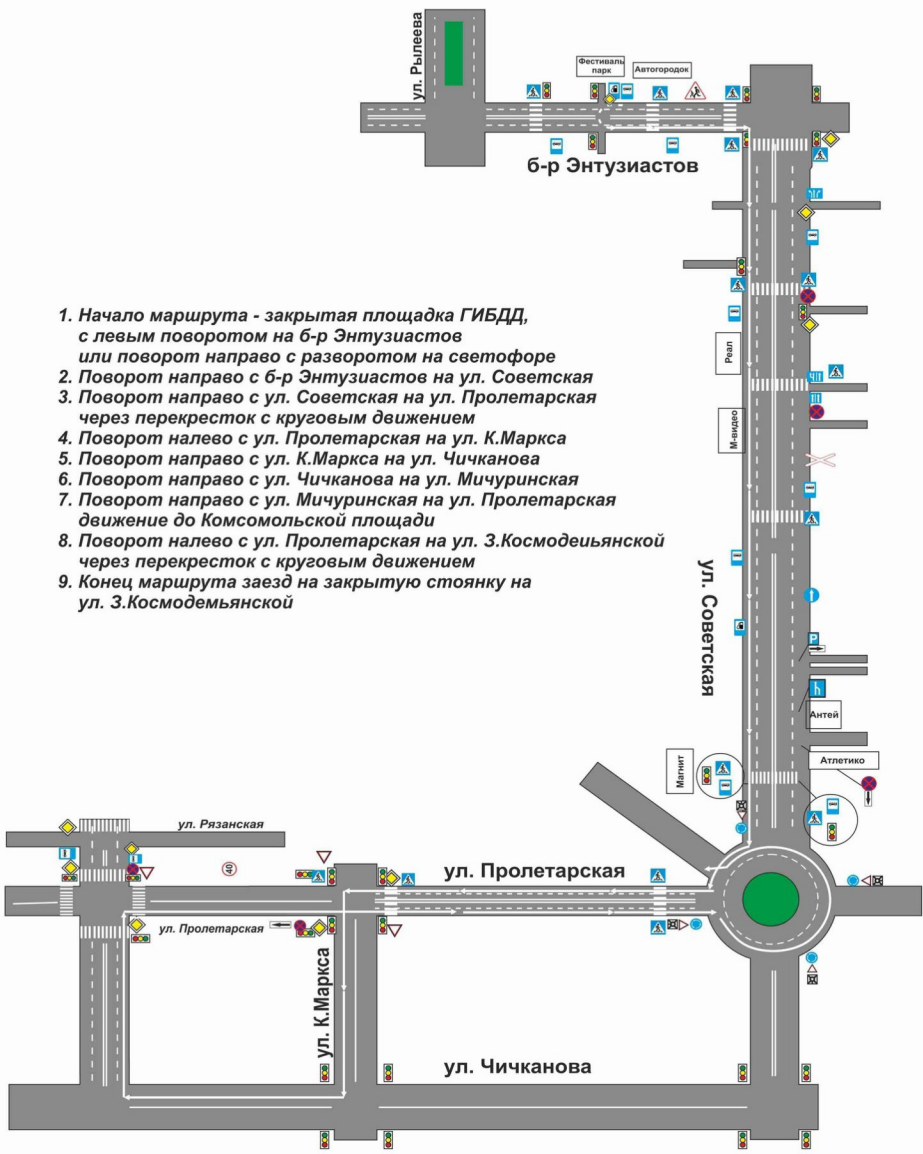 ул. Рылеева
Фестиваль
парк
Автогородок
б-р Энтузиастов
1. Начало маршрута - закрытая площадка ГИБДД,
с левым поворотом на б-р Энтузиастов
или поворот направо с разворотом на светофоре
2. Поворот направо с б-р Энтузиастов на ул. Советская
3. Поворот направо с ул. Советская на ул. Пролетарская
через перекресток с круговым движением
4. Поворот налево с ул. Пролетарская на ул. К.Маркса
5. Поворот направо с ул. К.Маркса на ул. Чичканова
6. Поворот направо с ул. Чичканова на ул. Мичуринская
7. Поворот направо с ул. Мичуринская на ул. Пролетарская
движение до Комсомольской площади
8. Поворот налево с ул. Пролетарская на ул. З.Космодеиьянской
через перекресток с круговым движением
9. Конец маршрута заезд на закрытую стоянку на
ул. З.Космодемьянской
Реал
М-видео
ул. Советская
P
Антей
Атлетико
Магнит
ул. Рязанская
40
ул. Пролетарская
ул. Пролетарская
ул. К.Маркса
ул. Чичканова